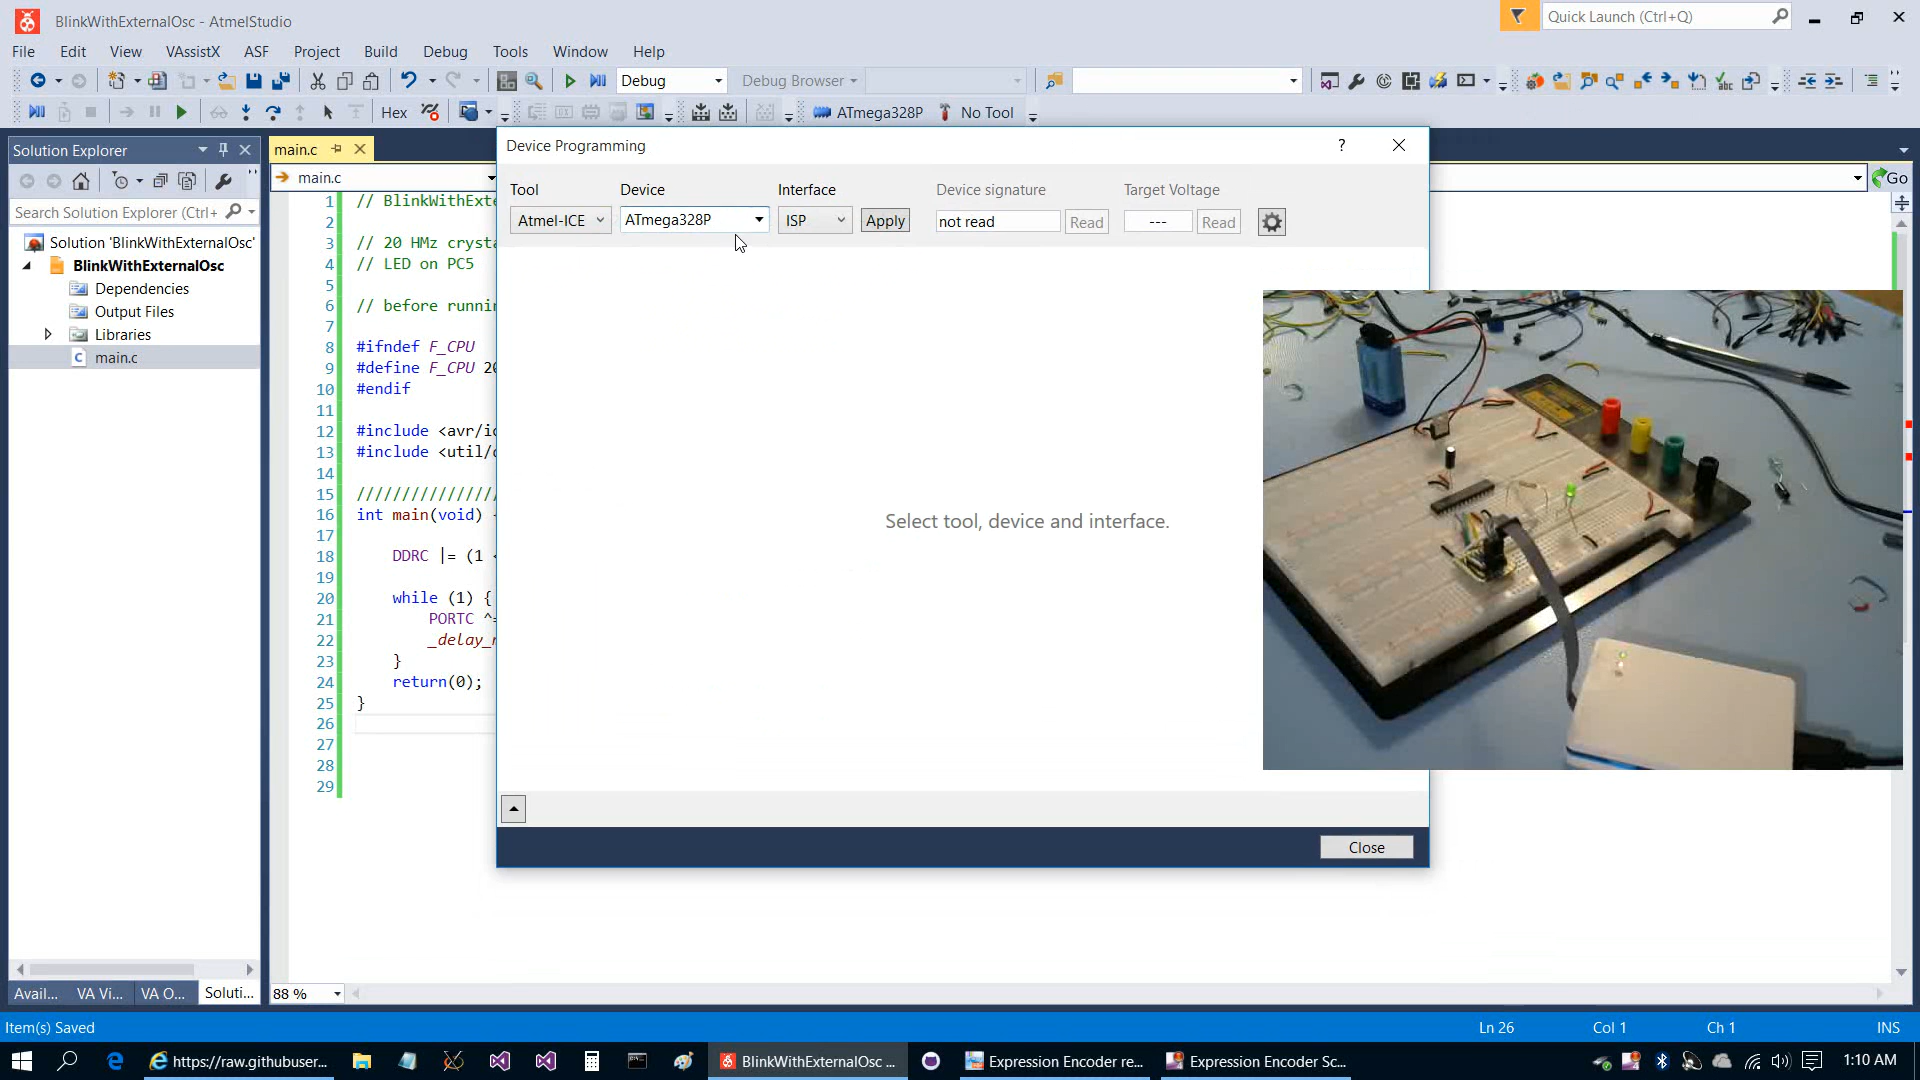 BlinkWithExternalOsc - AtmelStudio
Quick Launch (Ctrl+Q)
File Edit View VAssistX ASF Project Build Debug Tools Window Help
Debug
Debug Browser
Hex
ATmega328P
No Tool
Solution Explorer
Search Solution Explorer (Ctrl+
Solution 'BlinkWithExternalOsc'
BlinkWithExternalOsc
Dependencies
Output Files
Libraries
main.c
Avail...
VA Vi...
VA O...
Soluti...
main.c
main.c
Go
1 // BlinkWithExte
2
3 // 20 HMz crysta
4 // LED on PC5
5
6 // before runnin
7
8 #ifndef F_CPU
9 #define F_CPU 20
10 #endif
11
12 #include <avr/io
13 #include <util/d
14
15 ////////////////
16 int main(void)
17
18 DDRC |= (1 <
19
20 while (1) {
21 PORTC ^=
22 _delay_m
23 }
24 return(0);
25 }
26
27
28
29
88 %
Device Programming
?
Tool
Device
Interface
Device signature
Target Voltage
Atmel-ICE
ATmega328P
ISP
Apply
not read
Read
---
Read
Select tool, device and interface.
Close
Item(s) Saved
Ln 26
Col 1
Ch 1
INS
https://raw.githubuser...
BlinkWithExternalOsc ...
Expression Encoder re...
Expression Encoder Sc...
1:10 AM